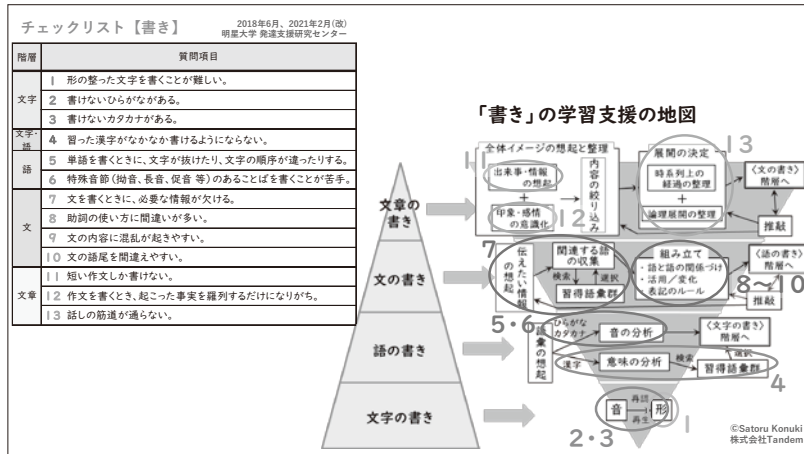 チェックリスト【書き】
2018年6月、2021年2月(改)
明星大学 発達支援研究センター
階層 質問項目
文字
1 形の整った文字を書くことが難しい。
2 書けないひらがながある。
3 書けないカタカナがある。
文字・語
4 習った漢字がなかなか書けるようにならない。
語
5 単語を書くときに、文字が抜けたり、文字の順序が違ったりする。
6 特殊音節(拗音、長音、促音 等)のあることばを書くことが苦手。
文
7 文を書くときに、必要な情報が欠ける。
8 助詞の使い方に間違いが多い。
9 文の内容に混乱が起きやすい。
10 文の語尾を間違えやすい。
文章
11 短い作文しか書けない。
12 作文を書くとき、起こった事実を羅列するだけになりがち。
13 話しの筋道が通らない。
「書き」の学習支援の地図
文章の書き
全体イメージの想起と整理
11
出来事・情報の想起
+
印象・感情の意識化
12
内容の絞り込み
展開の決定
13
時系列上の経過の整理
+
論理展開の整理
〈文の書き〉階層へ
推敲
文の書き
7
伝えたい情報の想起
関連する語の収集
検索
選択
習得語彙群
組み立て
・語と語の関係づけ
・活用/変化
・表記のルール
〈語の書き〉階層へ
8〜10
推敲
語の書き
5・6
語彙の想起
ひらがな
カタカナ
音の分析
〈文字の書き〉階層へ
漢字
意味の分析
検索
選択
習得語彙群
4
文字の書き
音
再認
再生
形
2・3
1
©Satoru Konuki
株式会社Tandem